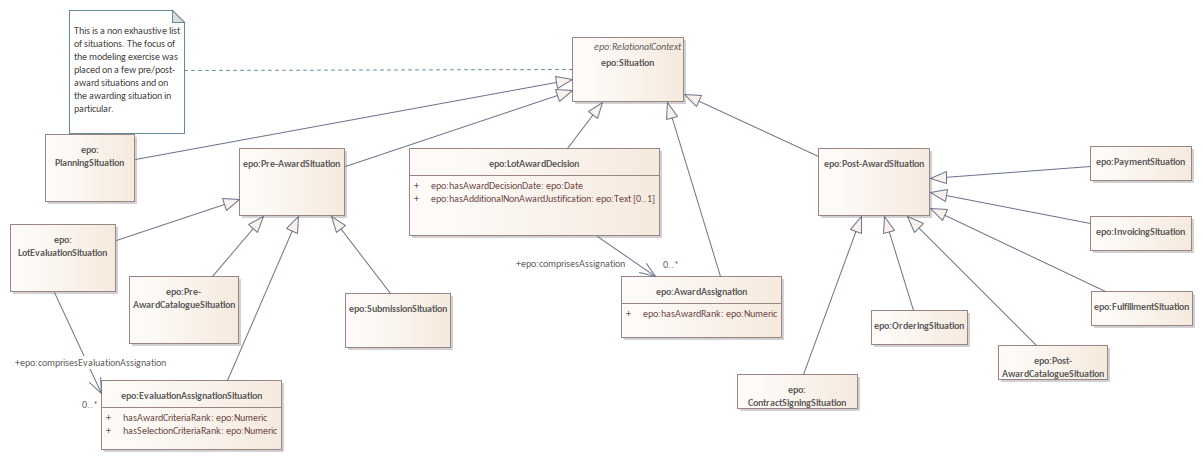 This is a non exhaustive list
of situations. The focus of
the modeling exercise was
placed on a few pre/post-
award situations and on
the awarding situation in
particular.
epo:RelationalContext
epo:Situation
epo:
PlanningSituation
epo:Pre-AwardSituation
epo:LotAwardDecision
+ epo:hasAwardDecisionDate: epo:Date
+ epo:hasAdditionalNonAwardJustification: epo:Text [0..1]
epo:Post-AwardSituation
epo:PaymentSituation
epo:InvoicingSituation
epo:
LotEvaluationSituation
+epo:comprisesAssignation
0..*
epo:Pre-
AwardCatalogueSituation
epo:SubmissionSituation
epo:AwardAssignation
+ epo:hasAwardRank: epo:Numeric
epo:FulfillmentSituation
epo:OrderingSituation
epo:Post-
AwardCatalogueSituation
epo:
ContractSigningSituation
+epo:comprisesEvaluationAssignation
0..*
epo:EvaluationAssignationSituation
+ hasAwardCriteriaRank: epo:Numeric
+ hasSelectionCriteriaRank: epo:Numeric